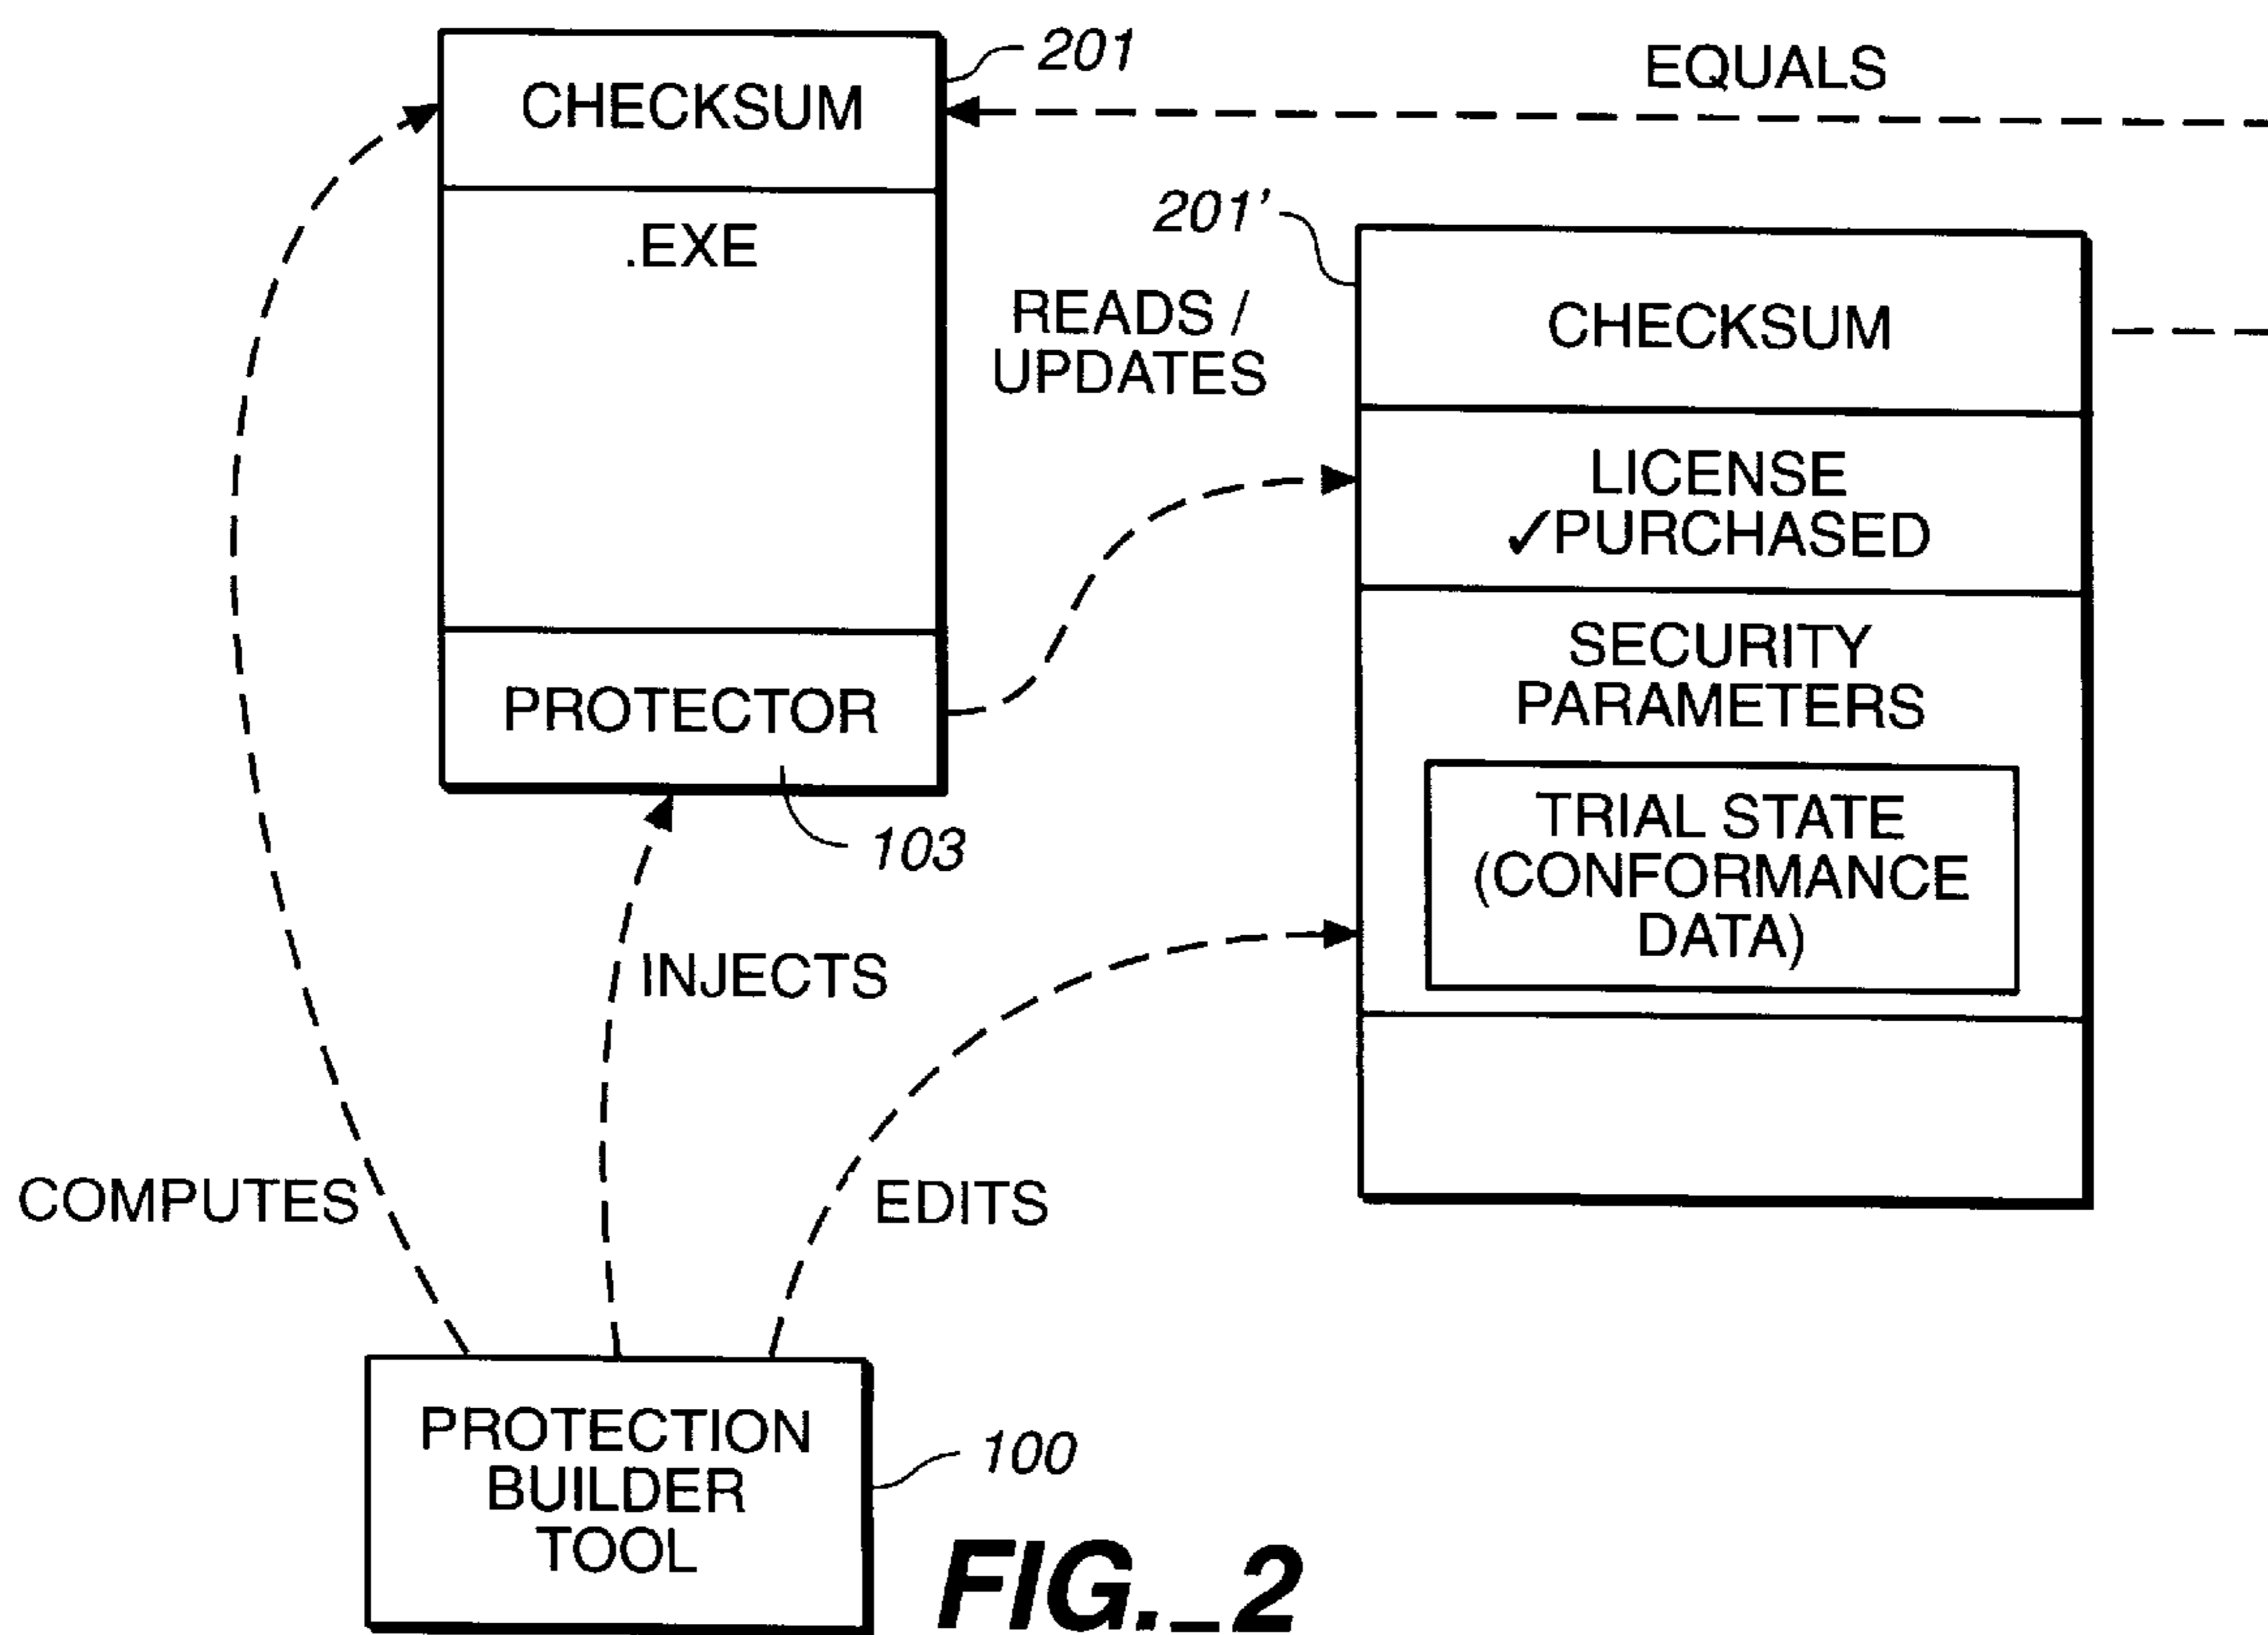 201
EQUALS
CHECKSUM
201'
.EXE
READS /
UPDATES
CHECKSUM
LICENSE
✓PURCHASED
SECURITY
PARAMETERS
PROTECTOR
TRIAL STATE
(CONFORMANCE
DATA)
103
INJECTS
COMPUTES
EDITS
PROTECTION
BUILDER
TOOL
100
FIG._2